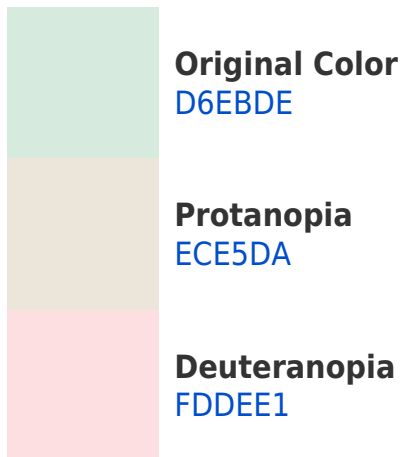 Original Color
D6EBDE
Protanopia
ECE5DA
Deuteranopia
FDDEE1